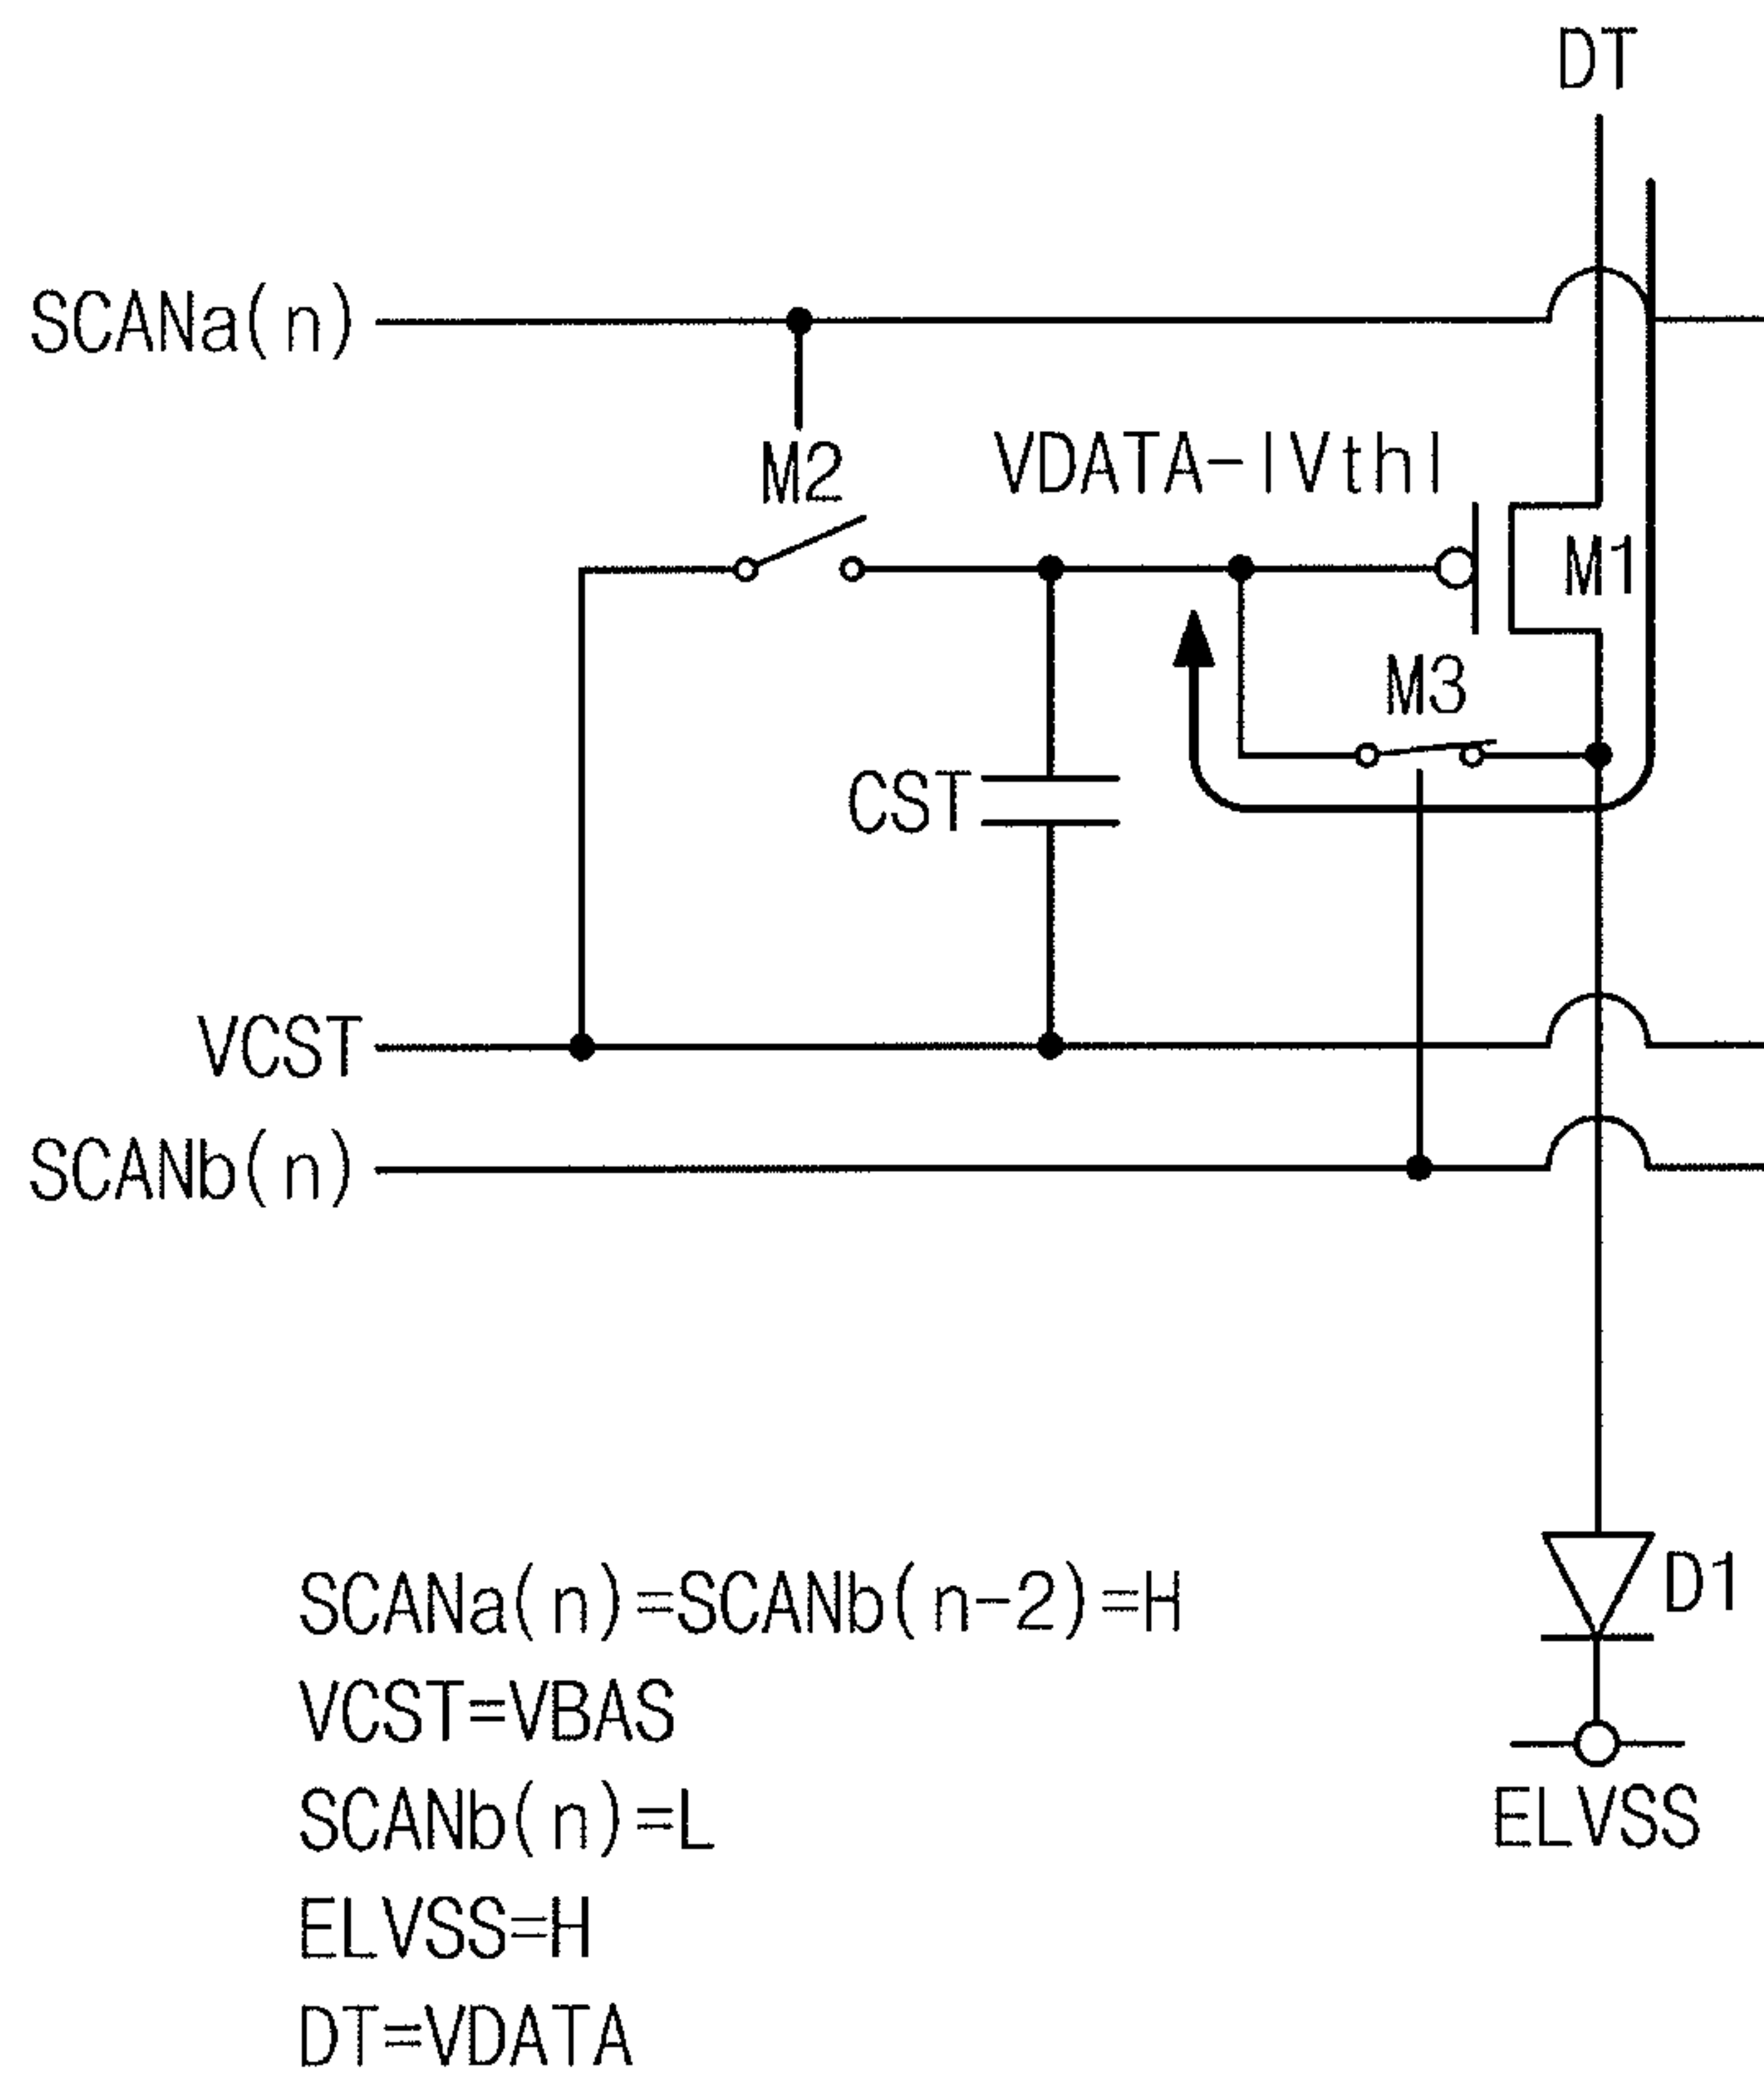 DT
SCANa(n)
M2
VDATA-|Vth|
M1
M3
CST
VCST
SCANb(n)
D1
SCANa(n)=SCANb(n-2)=H
VCST=VBAS
SCANb(n)=L
ELVSS
ELVSS=H
DT=VDATA